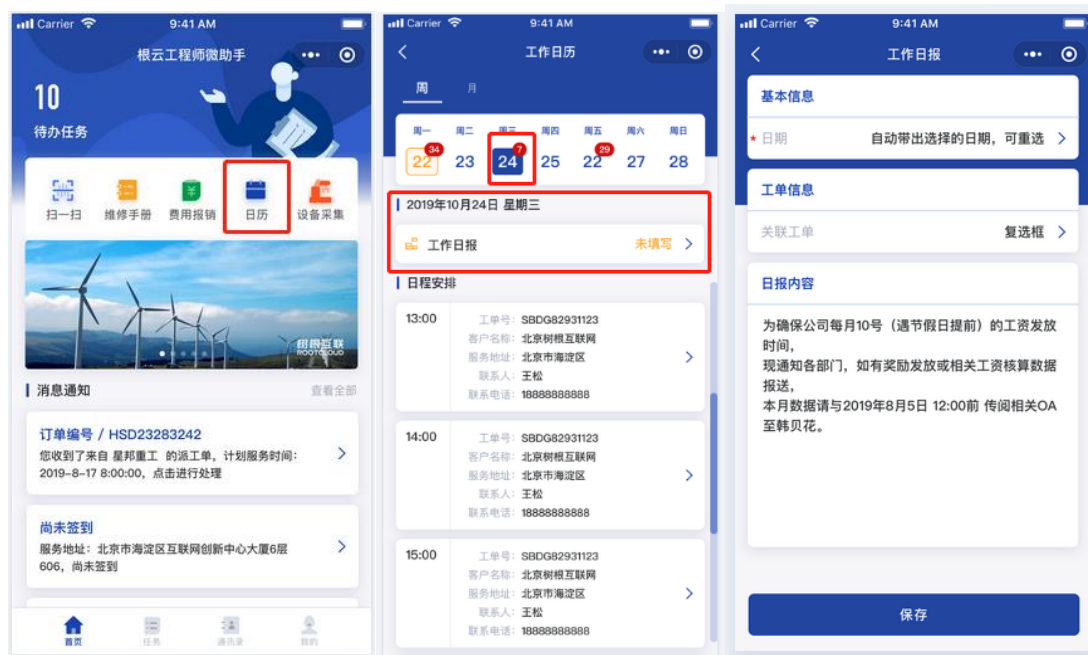 Carrier 9:41 AM
根云工程师微助手
10
待办任务
扫一扫 维修手册 费用报销 日历 设备采集
树根互联
ROOTCLOUD
消息通知 查看全部
订单编号 / HSD23283242
您收到了来自 星邦重工 的派工单，计划服务时间：
2019-8-17 8:00:00，点击进行处理
尚未签到
服务地址：北京市海淀区互联网创新中心大厦6层
606，尚未签到
首页 任务 通讯录 我的
Carrier 9:41 AM
工作日历
周 月
周一 周二 周三 周四 周五 周六 周日
34 7 29
22 23 24 25 22 27 28
2019年10月24日 星期三
工作日报 未填写
日程安排
13:00 工单号：SBDG82931123
客户名称：北京树根互联网
服务地址：北京市海淀区
联系人：王松
联系电话：18888888888
14:00 工单号：SBDG82931123
客户名称：北京树根互联网
服务地址：北京市海淀区
联系人：王松
联系电话：18888888888
15:00 工单号：SBDG82931123
客户名称：北京树根互联网
服务地址：北京市海淀区
联系人：王松
联系电话：18888888888
Carrier 9:41 AM
工作日报
基本信息
* 日期 自动带出选择的日期，可重选
工单信息
关联工单 复选框
日报内容
为确保公司每月10号（遇节假日提前）的工资发放
时间，
现通知各部门，如有奖励发放或相关工资核算数据
报送，
本月数据请与2019年8月5日 12:00前 传阅相关OA
至韩贝花。
保存